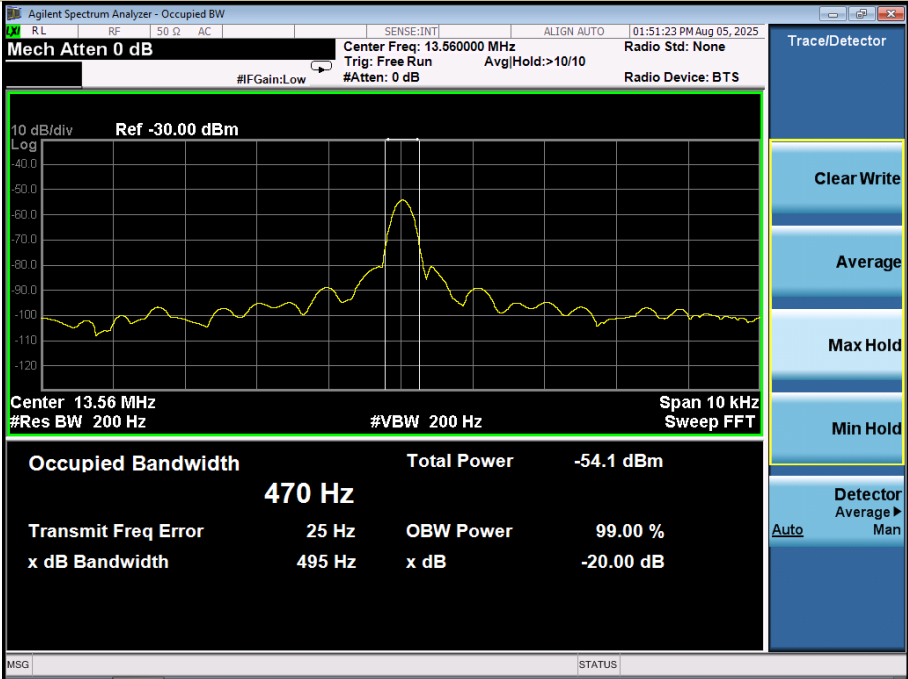 Agilent Spectrum Analyzer - Occupied BW
LXI RL RF 50 Ω AC SENSE:INT ALIGN AUTO 01:51:23 PM Aug 05, 2025
Mech Atten 0 dB
Center Freq: 13.560000 MHz
Radio Std: None
Trig: Free Run Avg|Hold:>10/10
#IFGain:Low #Atten: 0 dB Radio Device: BTS
Trace/Detector
10 dB/div Ref -30.00 dBm
Log
-40.0
-50.0
-60.0
-70.0
-80.0
-90.0
-100
-110
-120
Center 13.56 MHz Span 10 kHz
#Res BW 200 Hz #VBW 200 Hz Sweep FFT
Occupied Bandwidth Total Power -54.1 dBm
470 Hz
Transmit Freq Error 25 Hz OBW Power 99.00 %
x dB Bandwidth 495 Hz x dB -20.00 dB
Clear Write
Average
Max Hold
Min Hold
Detector
Average
Auto Man
MSG STATUS